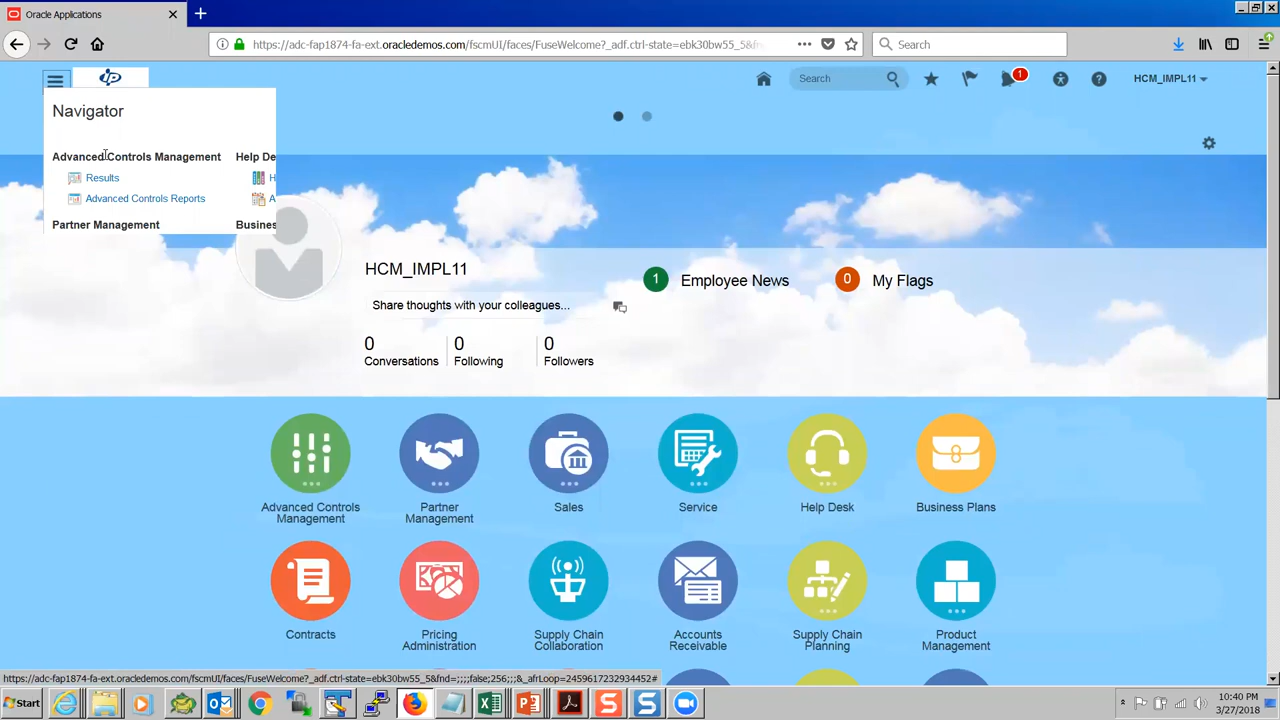 Oracle Applications
https://adc-fap1874-fa-ext.oracledemos.com/fscmUI/faces/FuseWelcome?_adf.ctrl-state=ebk30bw55_5&f
Search
Search
1
HCM_IMPL11
Navigator
Advanced Controls Management
Help De
Results
H
Advanced Controls Reports
A
Partner Management
Busines
HCM_IMPL11
1 Employee News
0 My Flags
Share thoughts with your colleagues...
0 0 0
Conversations Following Followers
Advanced Controls Management
Partner Management
Sales
Service
Help Desk
Business Plans
Contracts
Pricing Administration
Supply Chain Collaboration
Accounts Receivable
Supply Chain Planning
Product Management
https://adc-fap1874-fa-ext.oracledemos.com/fscmUI/faces/FuseWelcome?_adf.ctrl-state=ebk30bw55_5&fnd=;;;;false;256;;;&_afrLoop=2459617232934452#
Start
10:40 PM
3/27/2018